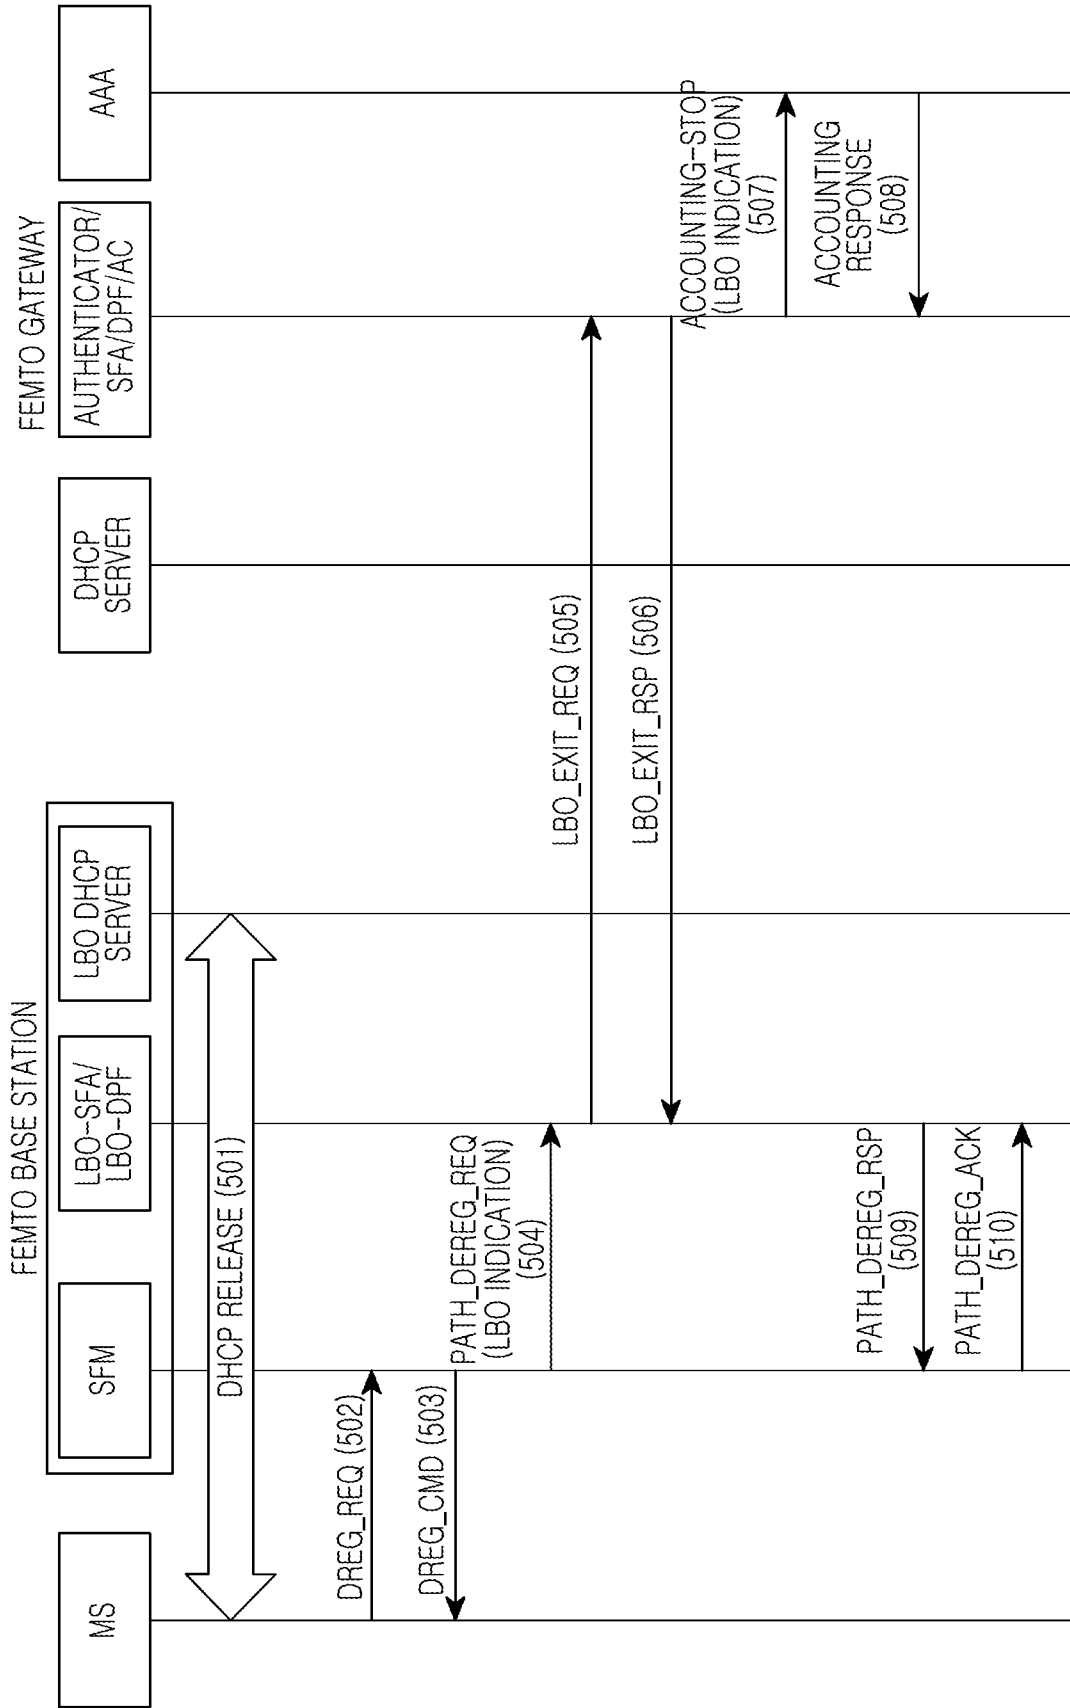 FEMTO BASE STATION
FEMTO GATEWAY
MS
SFM
LBO-SFA/
LBO-DPF
LBO DHCP
SERVER
DHCP
SERVER
AUTHENTICATOR/
SFA/DPF/AC
AAA
DHCP RELEASE (501)
DREG_REQ (502)
DREG_CMD (503)
PATH_DEREG_REQ
(LBO INDICATION)
(504)
LBO_EXIT_REQ (505)
LBO_EXIT_RSP (506)
ACCOUNTING-STOP
(LBO INDICATION)
(507)
ACCOUNTING
RESPONSE
(508)
PATH_DEREG_RSP
(509)
PATH_DEREG_ACK
(510)